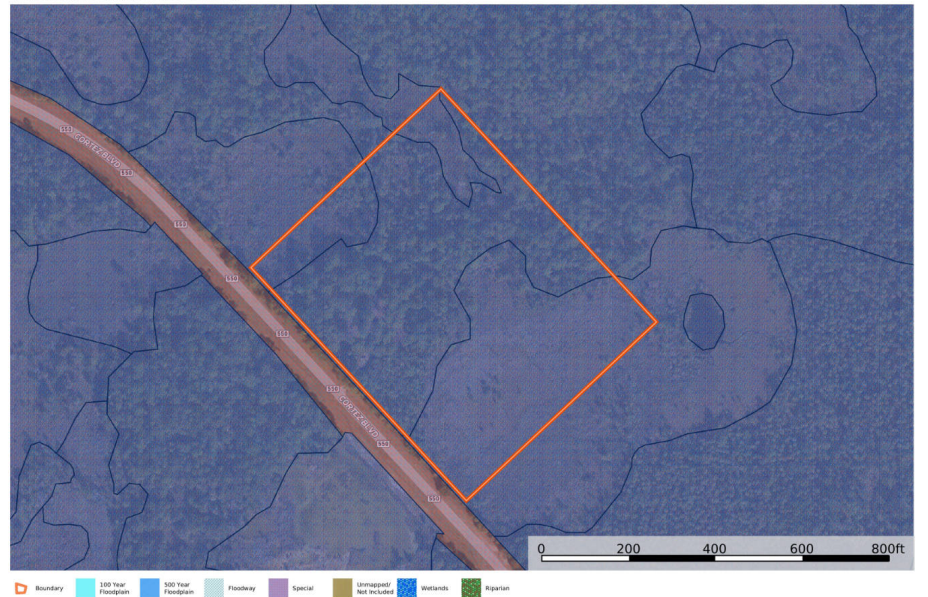 550
CORTEZ BLVD
550
550
550
550
550
CORTEZ BLVD
550
550
0 200 400 600 800ft
Boundary
100 Year
Floodplain
500 Year
Floodplain
Floodway
Special
Unmapped/
Not Included
Wetlands
Riparian